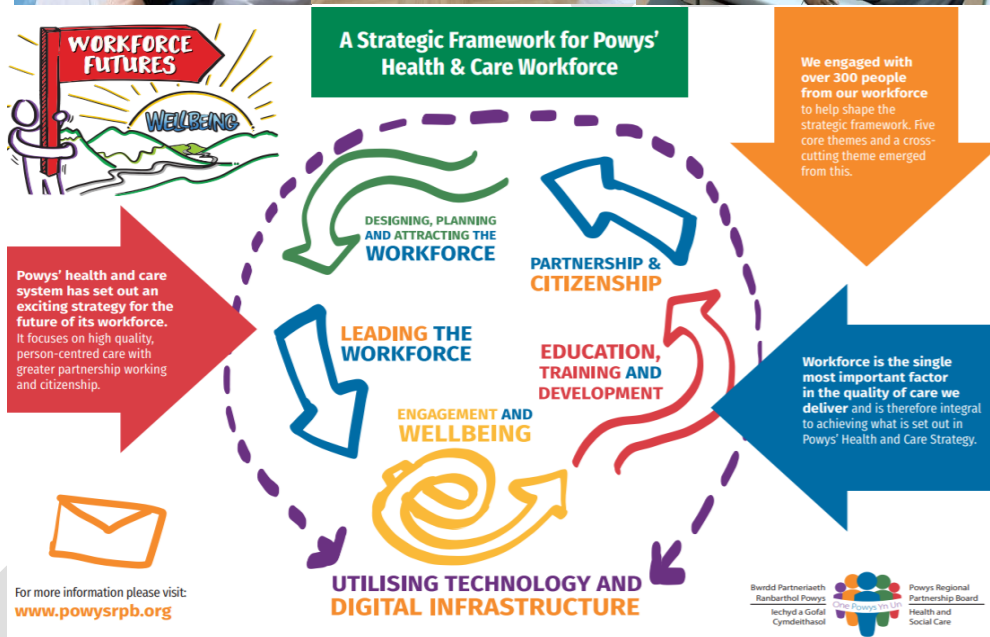 WORKFORCE
FUTURES
WELLBEING
A Strategic Framework for Powys'
Health & Care Workforce
We engaged with
over 300 people
from our workforce
to help shape the
strategic framework. Five
core themes and a cross-
cutting theme emerged
from this.
DESIGNING, PLANNING
AND ATTRACTING THE
WORKFORCE
PARTNERSHIP &
CITIZENSHIP
Powys' health and care
system has set out an
exciting strategy for the
future of its workforce.
It focuses on high quality,
person-centred care with
greater partnership working
and citizenship.
LEADING THE
WORKFORCE
EDUCATION,
TRAINING AND
DEVELOPMENT
Workforce is the single
most important factor
in the quality of care we
deliver and is therefore integral
to achieving what is set out in
Powys' Health and Care Strategy.
ENGAGEMENT AND
WELLBEING
UTILISING TECHNOLOGY AND
DIGITAL INFRASTRUCTURE
For more information please visit:
www.powysrpb.org
Bwrdd Partneriaeth
Ranbarthol Powys
Iechyd a Gofal
Cymdeithasol
One Powys Yn Un
Powys Regional
Partnership Board
Health and
Social Care